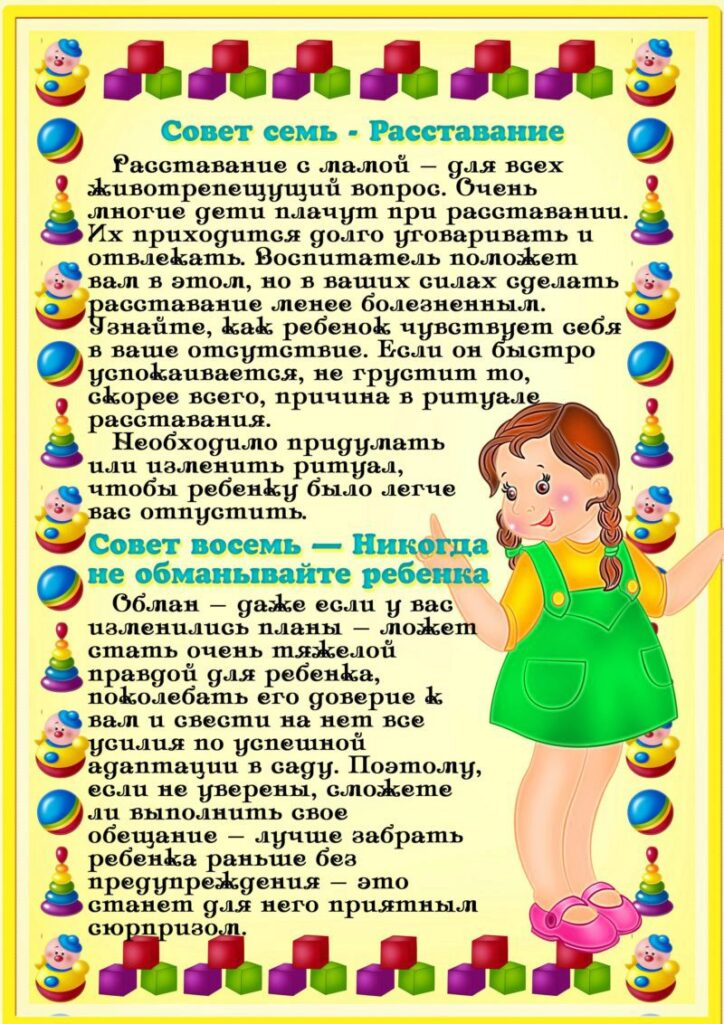 Совет семь - Расставание
Расставание с мамой – для всех
животрепещущий вопрос. Очень
многие дети плачут при расставании.
Их приходится долго уговаривать и
отвлекать. Воспитатель поможет
вам в этом, но в ваших силах сделать
расставание менее болезненным.
Узнайте, как ребенок чувствует себя
в ваше отсутствие. Если он быстро
успокаивается, не грустит то,
скорее всего, причина в ритуале
расставания.
Необходимо придумать
или изменить ритуал,
чтобы ребенку было легче
вас отпустить.
Совет восемь — Никогда
не обманывайте ребенка
Обман – даже если у вас
изменились планы – может
стать очень тяжелой
правдой для ребенка,
поколебать его доверие к
вам и свести на нет все
усилия по успешной
адаптации в саду. Поэтому,
если не уверены, сможете
ли выполнить свое
обещание – лучше забрать
ребенка раньше без
предупреждения – это
станет для него приятным
сюрпризом.